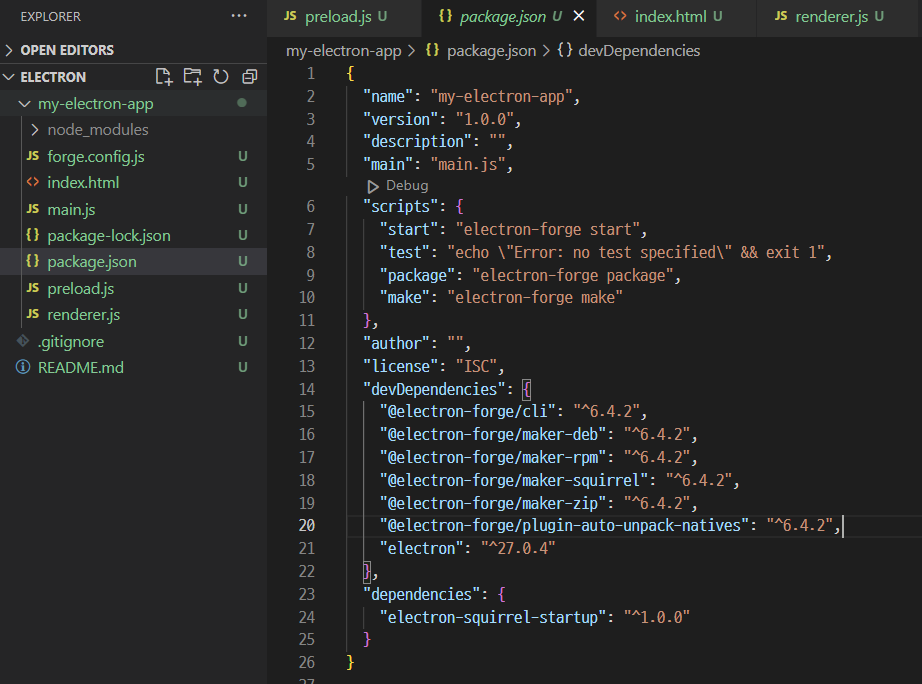 EXPLORER ...
OPEN EDITORS
ELECTRON
my-electron-app
node_modules
JS forge.config.js U
<> index.html U
JS main.js U
{} package-lock.json U
{} package.json U
JS preload.js U
JS renderer.js U
.gitignore U
README.md U
JS preload.js U {} package.json U <> index.html U JS renderer.js U
my-electron-app > {} package.json > {} devDependencies
1 {
2 "name": "my-electron-app",
3 "version": "1.0.0",
4 "description": "",
5 "main": "main.js",
Debug
6 "scripts": {
7 "start": "electron-forge start",
8 "test": "echo \"Error: no test specified\" && exit 1",
9 "package": "electron-forge package",
10 "make": "electron-forge make"
11 },
12 "author": "",
13 "license": "ISC",
14 "devDependencies": {
15 "@electron-forge/cli": "^6.4.2",
16 "@electron-forge/maker-deb": "^6.4.2",
17 "@electron-forge/maker-rpm": "^6.4.2",
18 "@electron-forge/maker-squirrel": "^6.4.2",
19 "@electron-forge/maker-zip": "^6.4.2",
20 "@electron-forge/plugin-auto-unpack-natives": "^6.4.2",
21 "electron": "^27.0.4"
22 },
23 "dependencies": {
24 "electron-squirrel-startup": "^1.0.0"
25 }
26 }
27